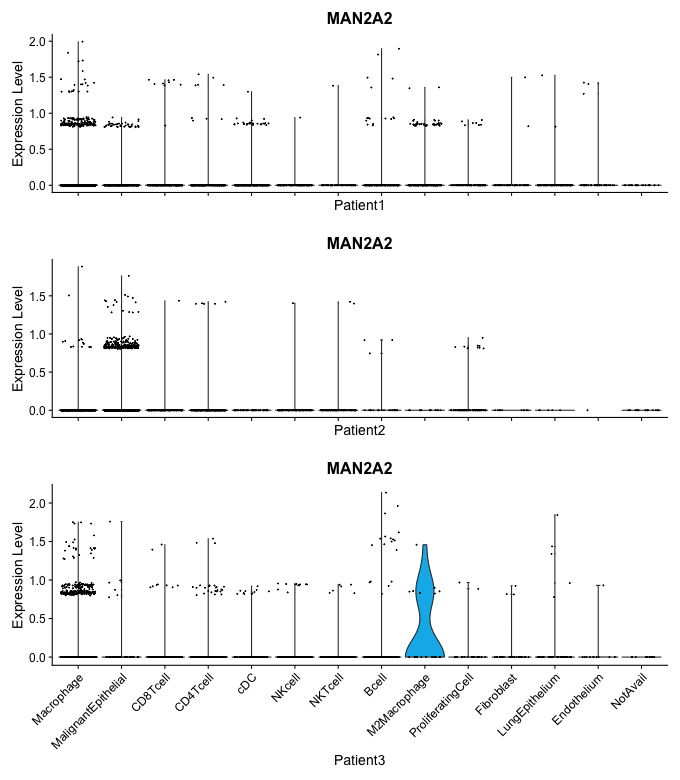 MAN2A2
Expression Level
2.0
1.5
1.0
0.5
0.0
Patient1
MAN2A2
Expression Level
1.5
1.0
0.5
0.0
Patient2
MAN2A2
Expression Level
2.0
1.5
1.0
0.5
0.0
Macrophage
MalignantEpithelial
CD8Tcell
CD4Tcell
cDC
NKcell
NKTcell
Bcell
M2Macrophage
ProliferatingCell
Fibroblast
LungEpithelium
Endothelium
NotAvail
Patient3